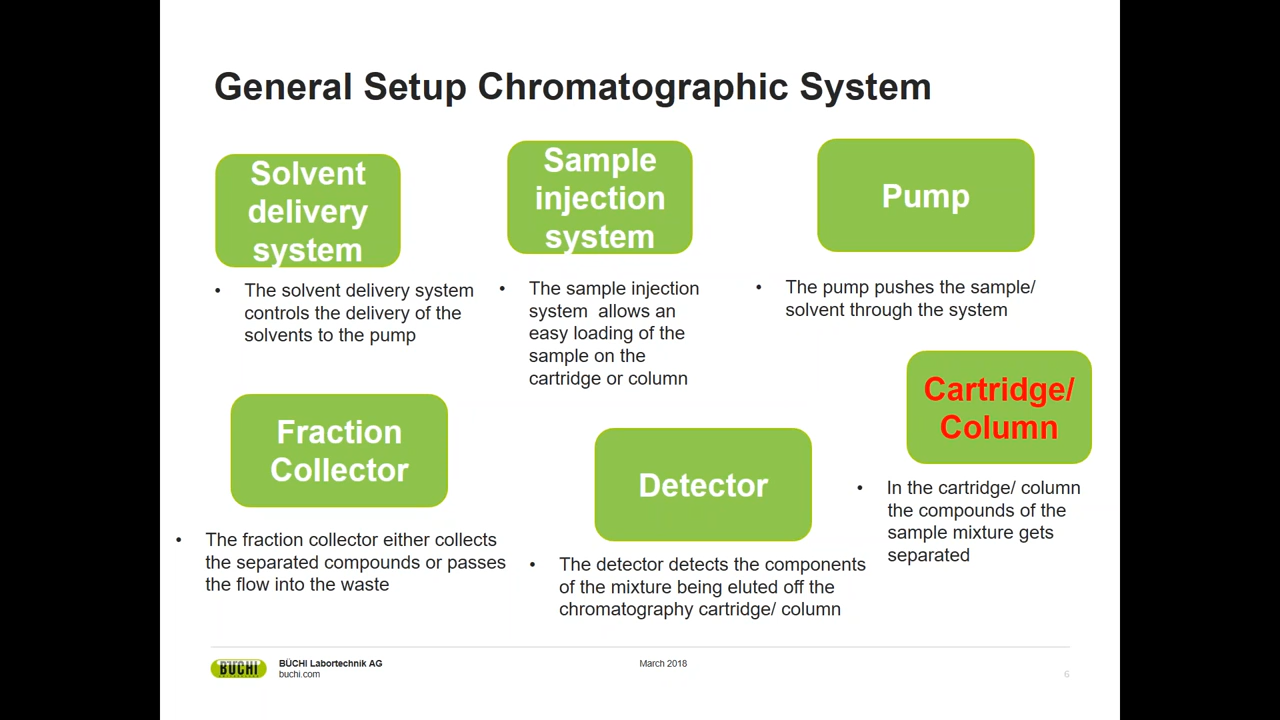 General Setup Chromatographic System
Solvent
delivery
system
• The solvent delivery system
controls the delivery of the
solvents to the pump
Sample
injection
system
• The sample injection
system allows an
easy loading of the
sample on the
cartridge or column
Pump
• The pump pushes the sample/
solvent through the system
Cartridge/
Column
• In the cartridge/ column
the compounds of the
sample mixture gets
separated
Fraction
Collector
• The fraction collector either collects
the separated compounds or passes
the flow into the waste
Detector
• The detector detects the components
of the mixture being eluted off the
chromatography cartridge/ column
BÜCHI
BÜCHI Labortechnik AG
buchi.com
March 2018
6